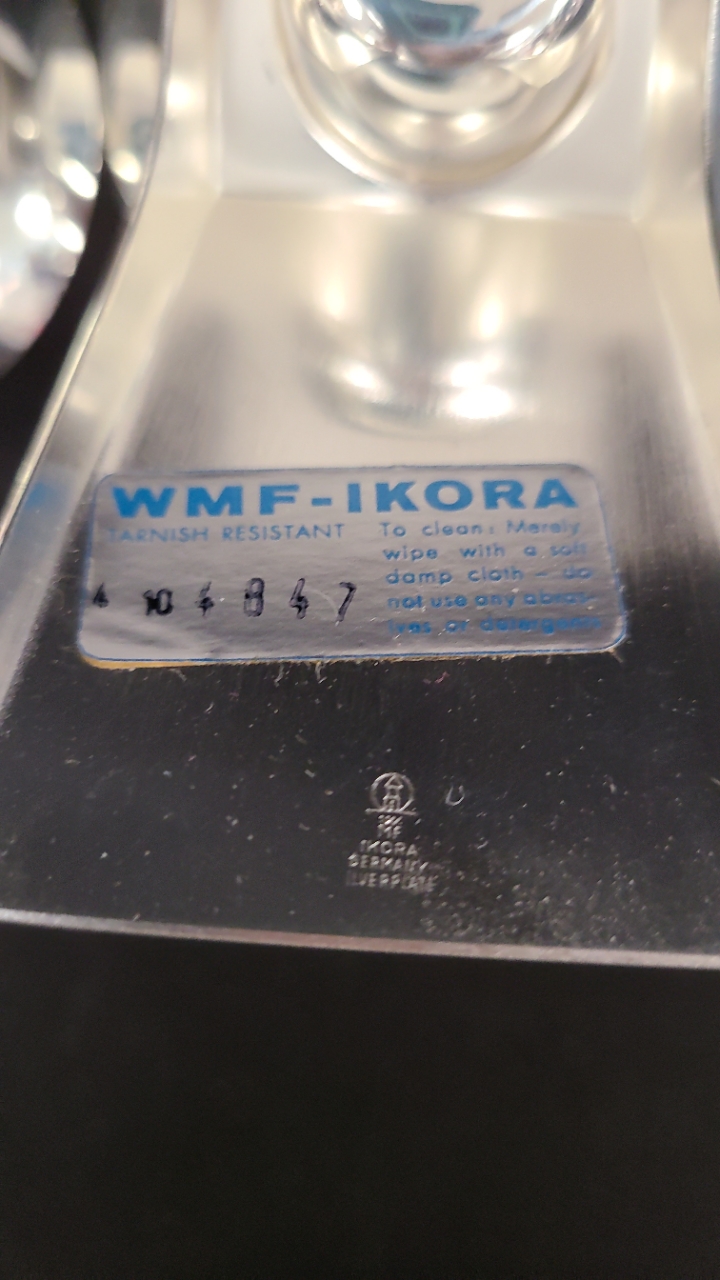 WMF-IKORA
TARNISH RESISTANT
To clean: Merely
wipe with a soft
damp cloth – do
not use any abras-
ives or detergents
MF
IKORA
GERMANY